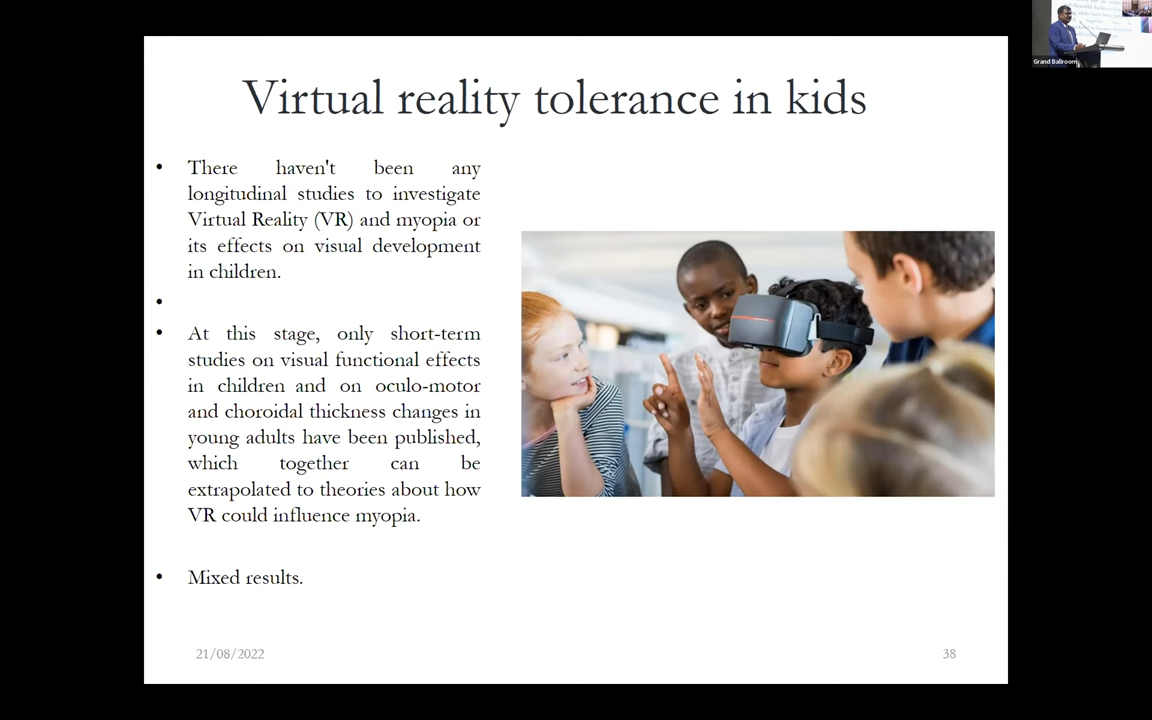 Virtual reality tolerance in kids
• There haven't been any
longitudinal studies to investigate
Virtual Reality (VR) and myopia or
its effects on visual development
in children.
•
• At this stage, only short-term
studies on visual functional effects
in children and on oculo-motor
and choroidal thickness changes in
young adults have been published,
which together can be
extrapolated to theories about how
VR could influence myopia.
• Mixed results.
21/08/2022
38
Grand Ballroom